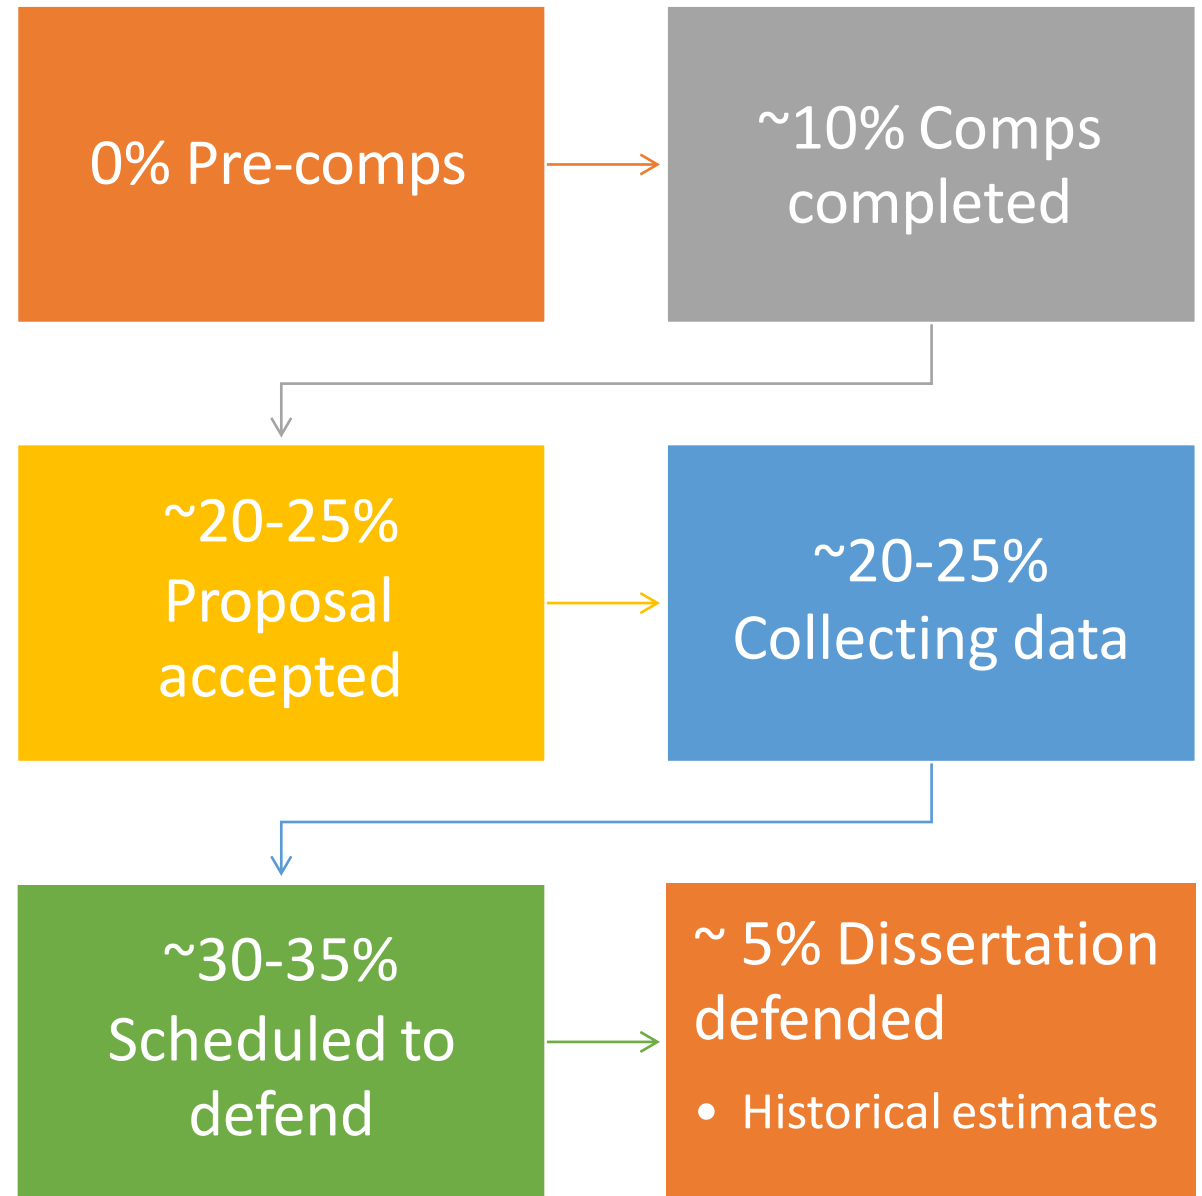 0% Pre-comps
~10% Comps
completed
~20-25%
Proposal
accepted
~20-25%
Collecting data
~30-35%
Scheduled to
defend
~ 5% Dissertation
defended
• Historical estimates